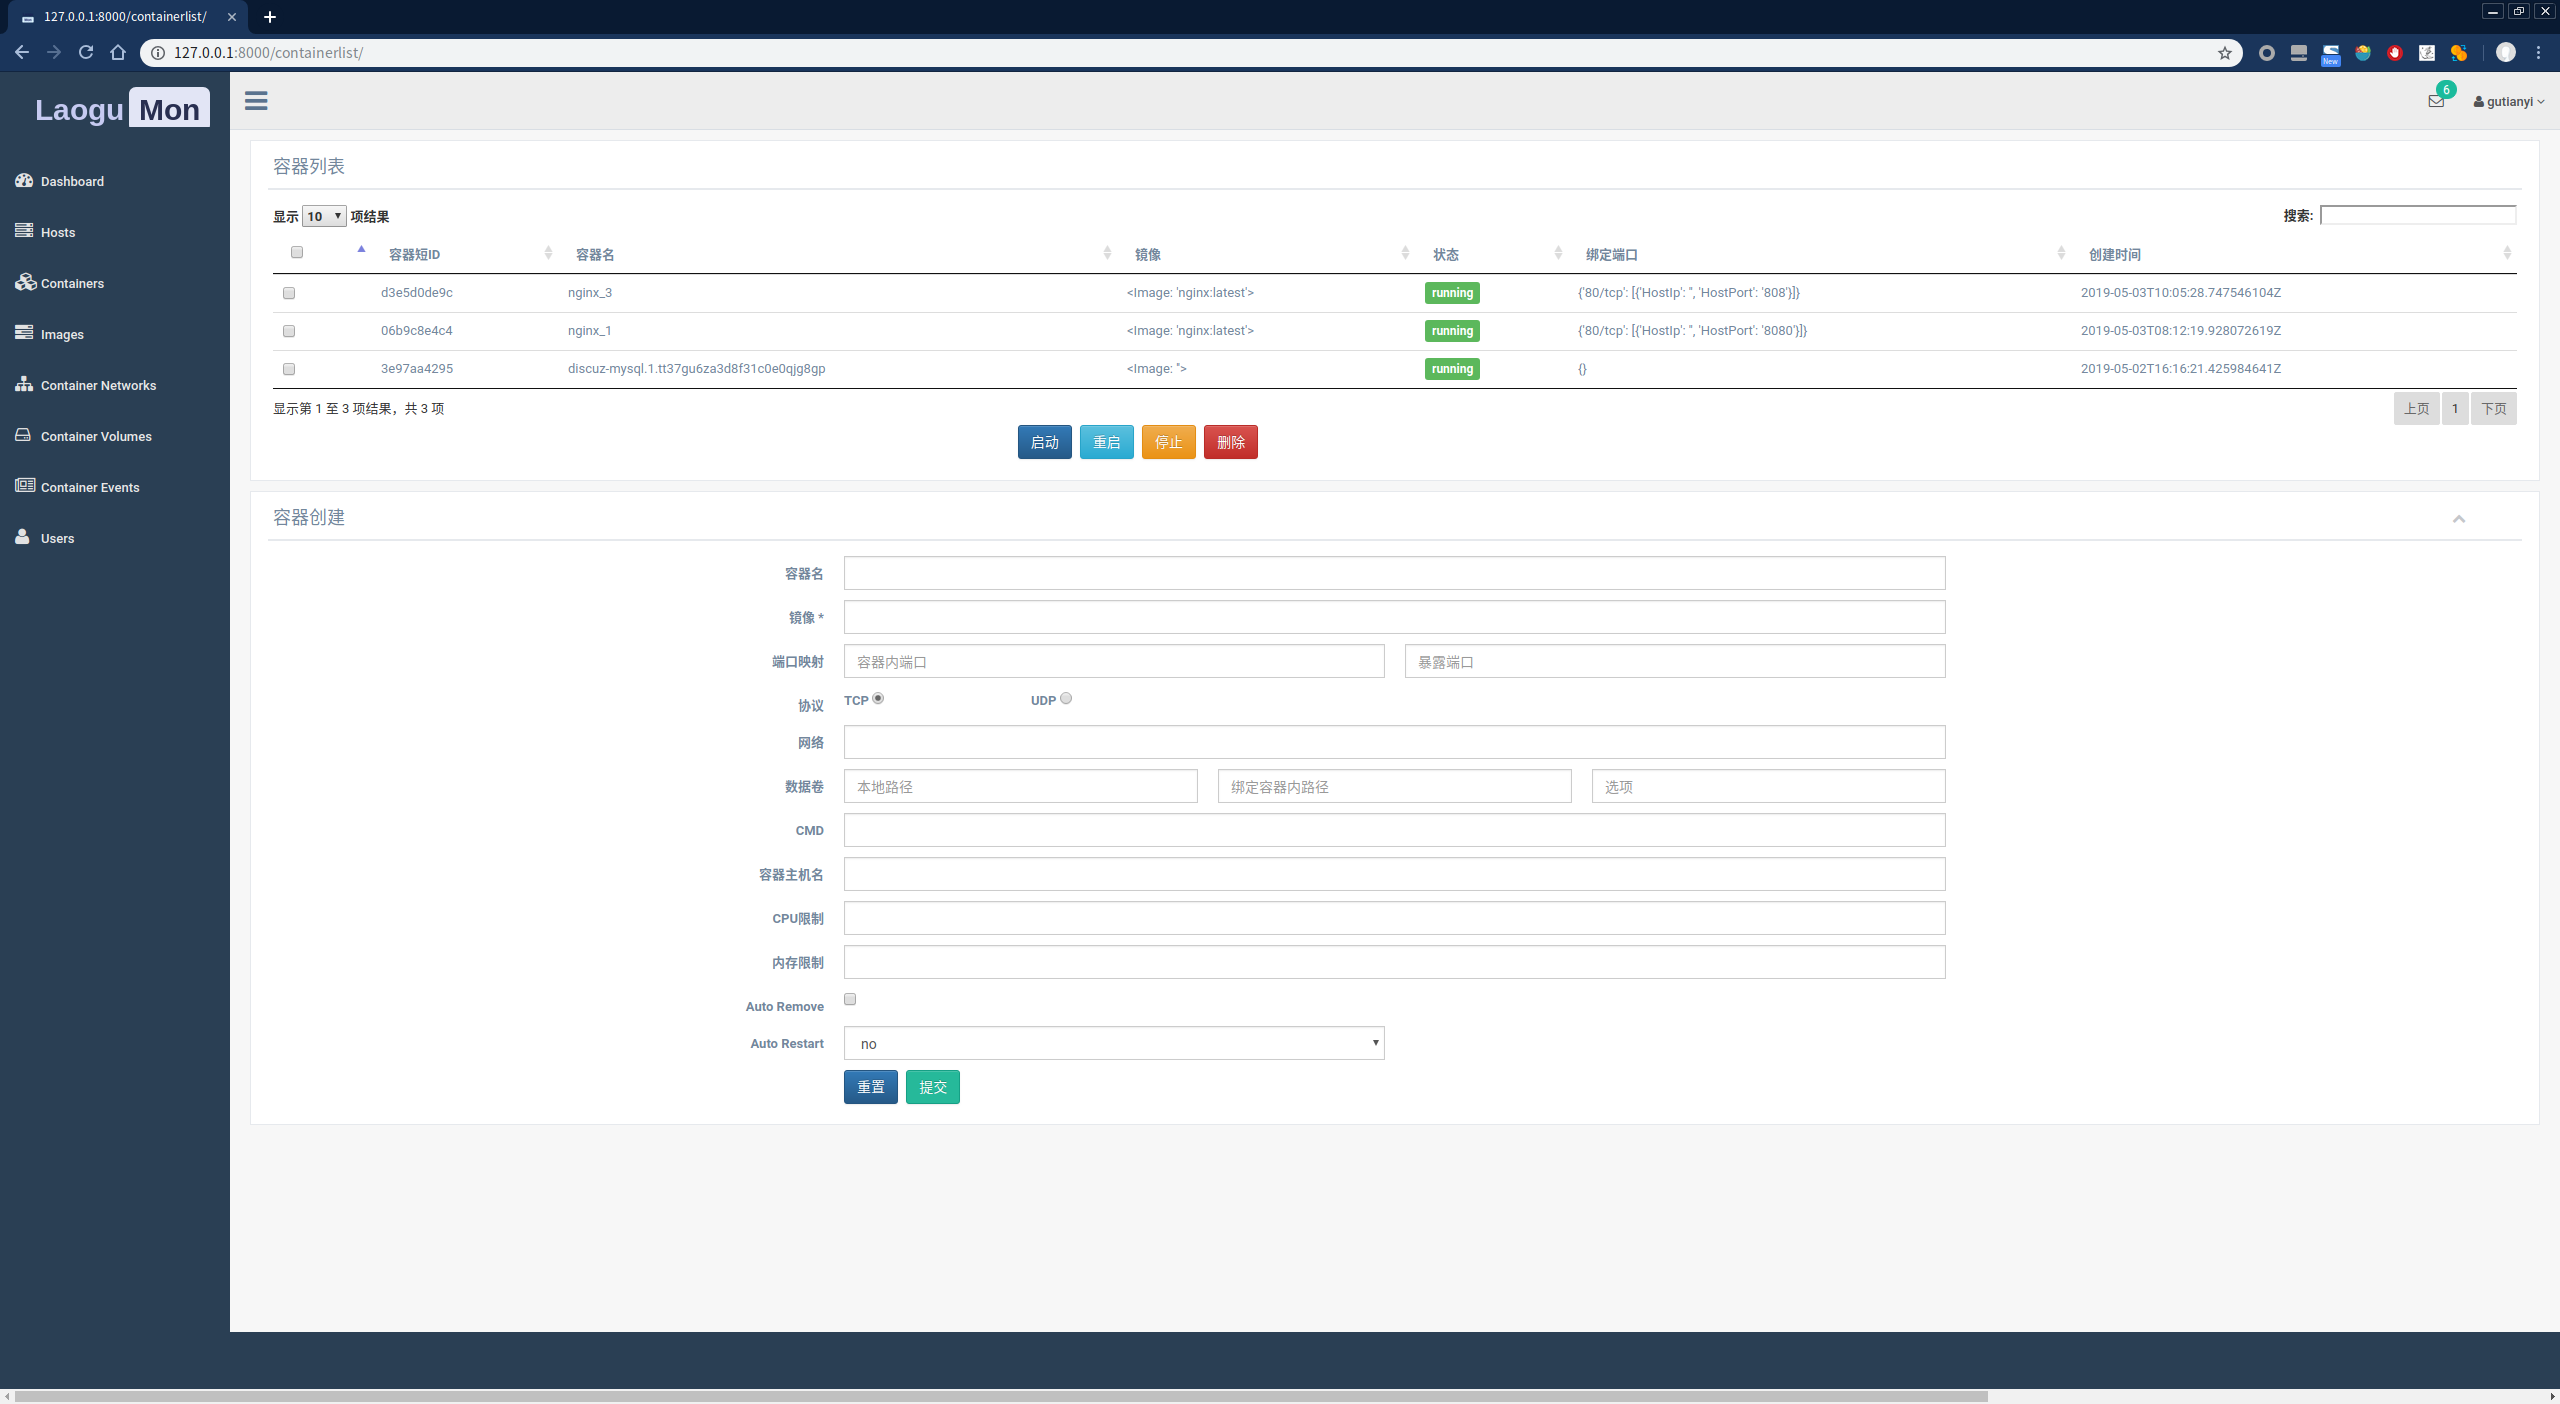 127.0.0.1:8000/containerlist/
127.0.0.1:8000/containerlist/
New
Laogu Mon
6
gutianyi
Dashboard
Hosts
Containers
Images
Container Networks
Container Volumes
Container Events
Users
容器列表
显示 10 项结果
搜索:
容器短ID 容器名 镜像 状态 绑定端口 创建时间
d3e5d0de9c nginx_3 <Image: 'nginx:latest'> running {'80/tcp': [{'HostIp': '', 'HostPort': '808'}]} 2019-05-03T10:05:28.747546104Z
06b9c8e4c4 nginx_1 <Image: 'nginx:latest'> running {'80/tcp': [{'HostIp': '', 'HostPort': '8080'}]} 2019-05-03T08:12:19.928072619Z
3e97aa4295 discuz-mysql.1.tt37gu6za3d8f31c0e0qjg8gp <Image: ''> running {} 2019-05-02T16:16:21.425984641Z
显示第 1 至 3 项结果，共 3 项
上页 1 下页
启动 重启 停止 删除
容器创建
容器名
镜像 *
端口映射 容器内端口 暴露端口
协议 TCP UDP
网络
数据卷 本地路径 绑定容器内路径 选项
CMD
容器主机名
CPU限制
内存限制
Auto Remove
Auto Restart no
重置 提交